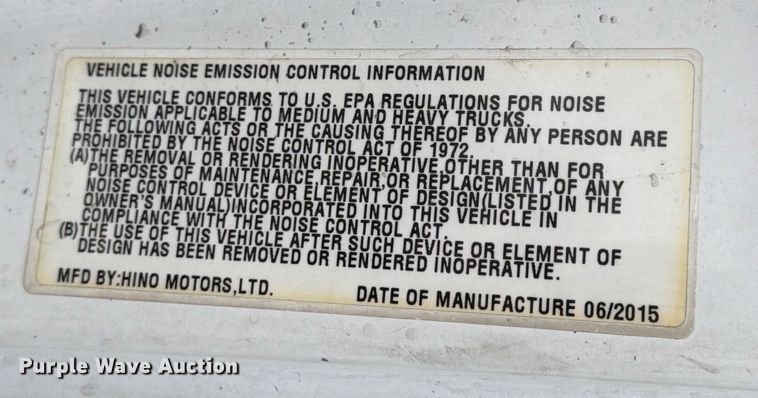 VEHICLE NOISE EMISSION CONTROL INFORMATION
THIS VEHICLE CONFORMS TO U.S. EPA REGULATIONS FOR NOISE
EMISSION APPLICABLE TO MEDIUM AND HEAVY TRUCKS.
THE FOLLOWING ACTS OR THE CAUSING THEREOF BY ANY PERSON ARE
PROHIBITED BY THE NOISE CONTROL ACT OF 1972
(A)THE REMOVAL OR RENDERING INOPERATIVE OTHER THAN FOR
PURPOSES OF MAINTENANCE,REPAIR,OR REPLACEMENT,OF ANY
NOISE CONTROL DEVICE OR ELEMENT OF DESIGN(LISTED IN THE
OWNER'S MANUAL)INCORPORATED INTO THIS VEHICLE IN
COMPLIANCE WITH THE NOISE CONTROL ACT.
(B)THE USE OF THIS VEHICLE AFTER SUCH DEVICE OR ELEMENT OF
DESIGN HAS BEEN REMOVED OR RENDERED INOPERATIVE.
MFD BY:HINO MOTORS,LTD. DATE OF MANUFACTURE 06/2015
Purple Wave Auction